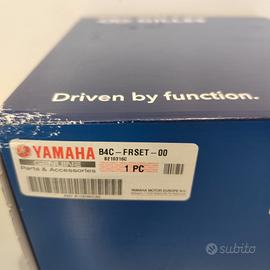 Driven by function.
YAMAHA B4C-FRSET-00
GENUINE
Parts & Accessories
1 PC
YAMAHA MOTOR EUROPE N.V.
subito